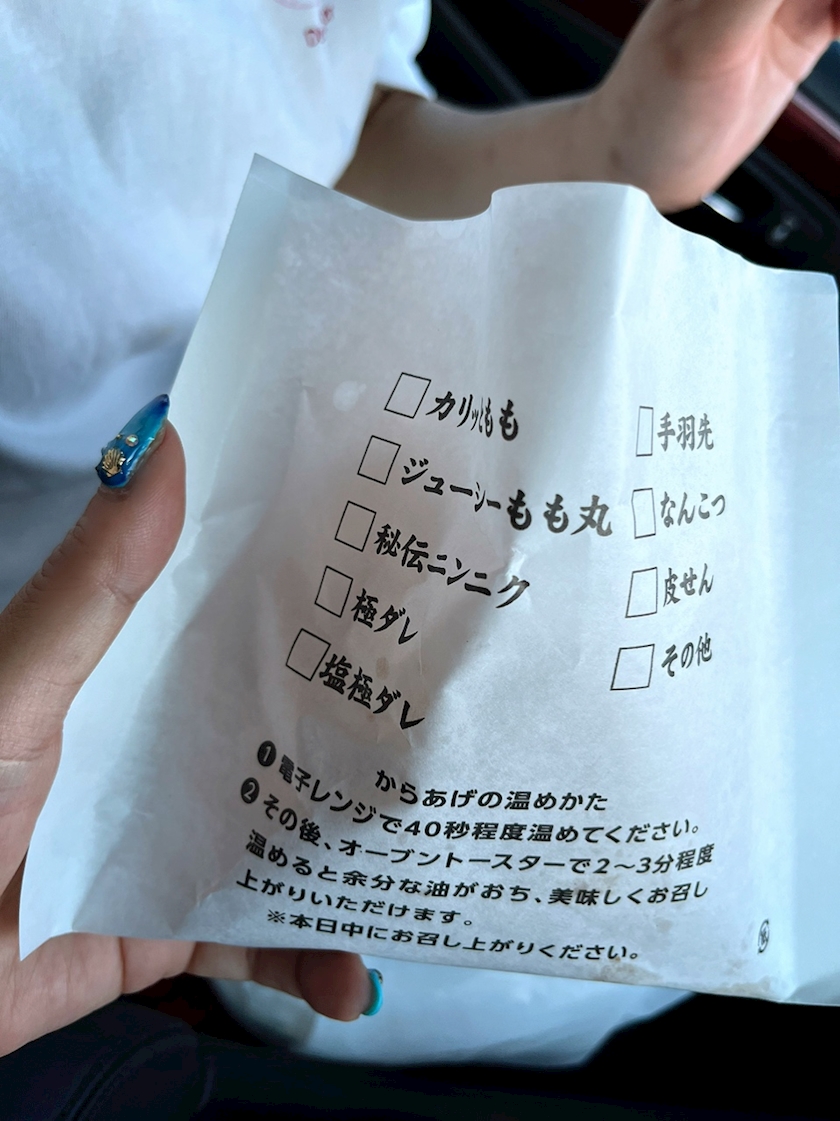 □カリッともも
□ジューシーもも丸
□秘伝ニンニク
□極ダレ
□塩極ダレ
□手羽先
□なんこつ
□皮せん
□その他
からあげの温めかた
❶電子レンジで40秒程度温めてください。
❷その後、オーブントースターで2〜3分程度
温めると余分な油がおち、美味しくお召し
上がりいただけます。
※本日中にお召し上がりください。